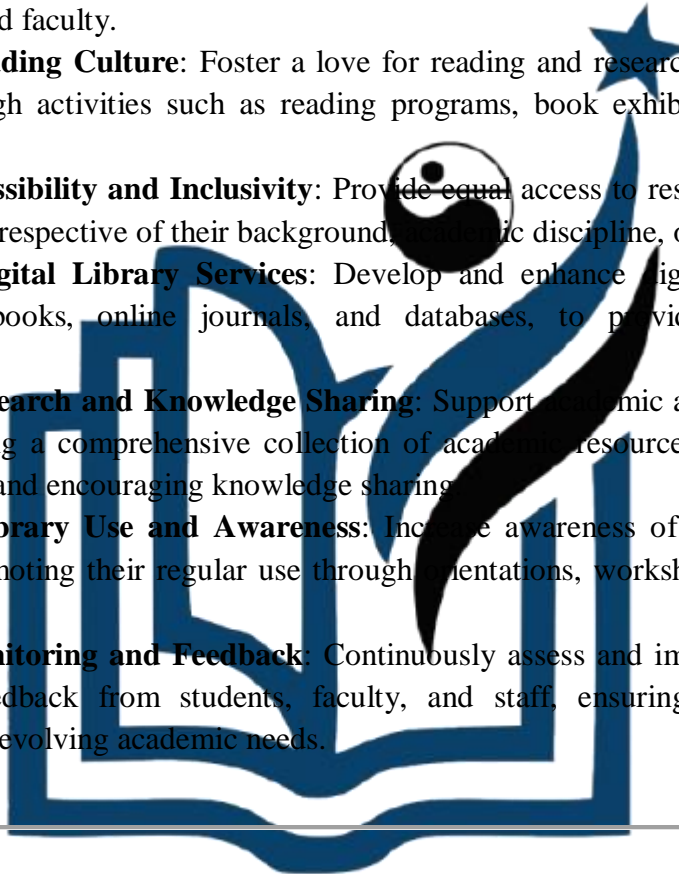 d faculty.
ding Culture: Foster a love for reading and research
gh activities such as reading programs, book exhib
ssibility and Inclusivity: Provide equal access to res
respective of their background, academic discipline, o
gital Library Services: Develop and enhance dig
books, online journals, and databases, to provid
earch and Knowledge Sharing: Support academic a
ng a comprehensive collection of academic resource
and encouraging knowledge sharing.
brary Use and Awareness: Increase awareness of
moting their regular use through orientations, worksh
nitoring and Feedback: Continuously assess and im
edback from students, faculty, and staff, ensuring
evolving academic needs.